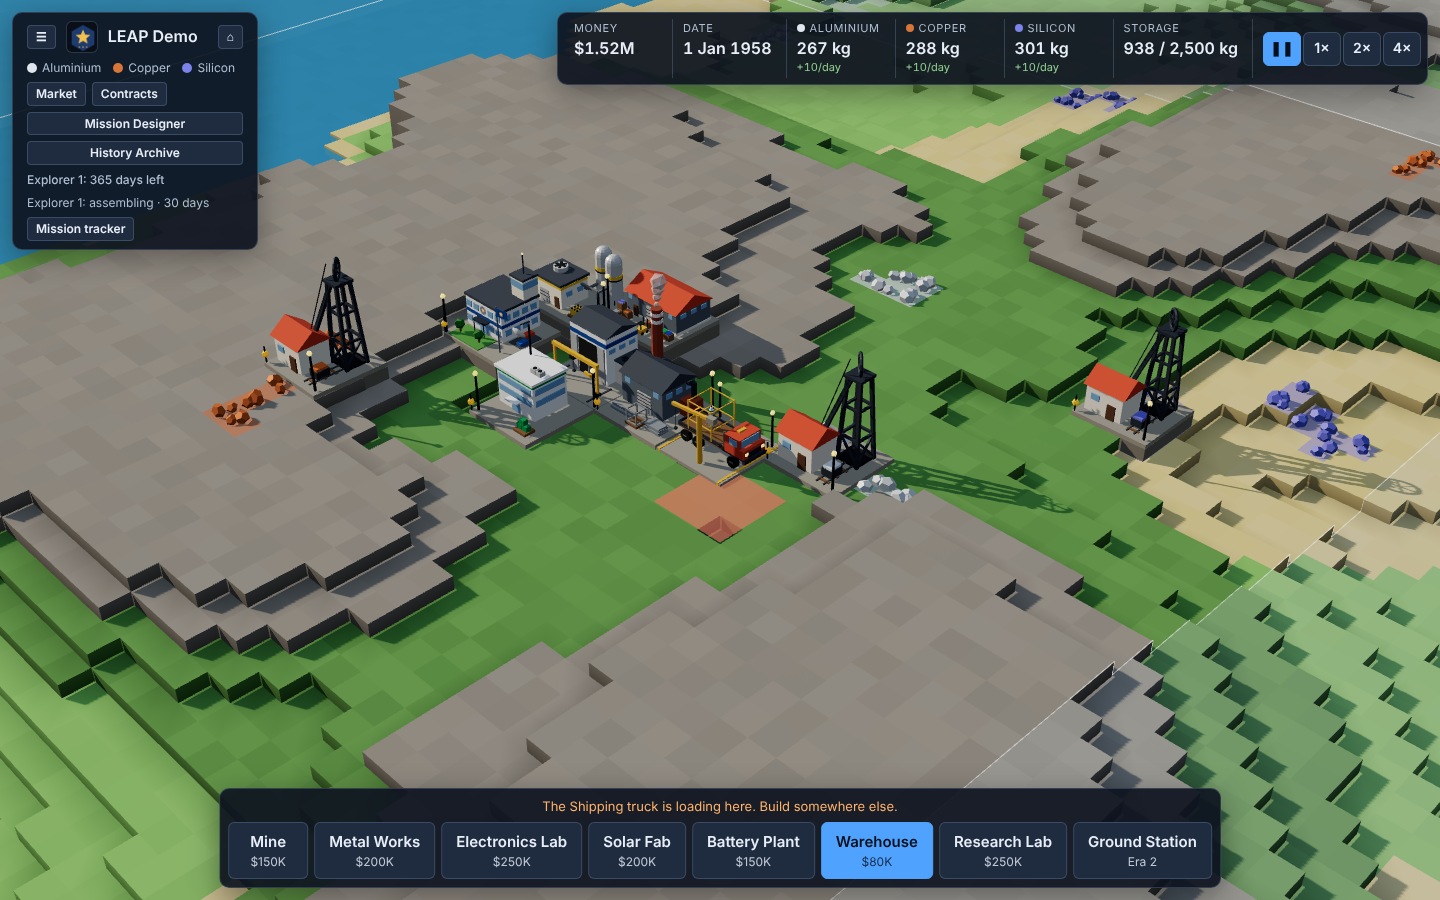 LEAP Demo
Aluminium Copper Silicon
Market Contracts
Mission Designer
History Archive
Explorer 1: 365 days left
Explorer 1: assembling · 30 days
Mission tracker
MONEY
$1.52M
DATE
1 Jan 1958
ALUMINIUM
267 kg
+10/day
COPPER
288 kg
+10/day
SILICON
301 kg
+10/day
STORAGE
938 / 2,500 kg
1× 2× 4×
The Shipping truck is loading here. Build somewhere else.
Mine
$150K
Metal Works
$200K
Electronics Lab
$250K
Solar Fab
$200K
Battery Plant
$150K
Warehouse
$80K
Research Lab
$250K
Ground Station
Era 2